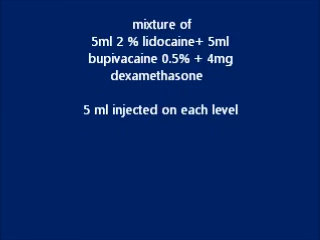 mixture of
5ml 2 % lidocaine+ 5ml
bupivacaine 0.5% + 4mg
dexamethasone
5 ml injected on each level